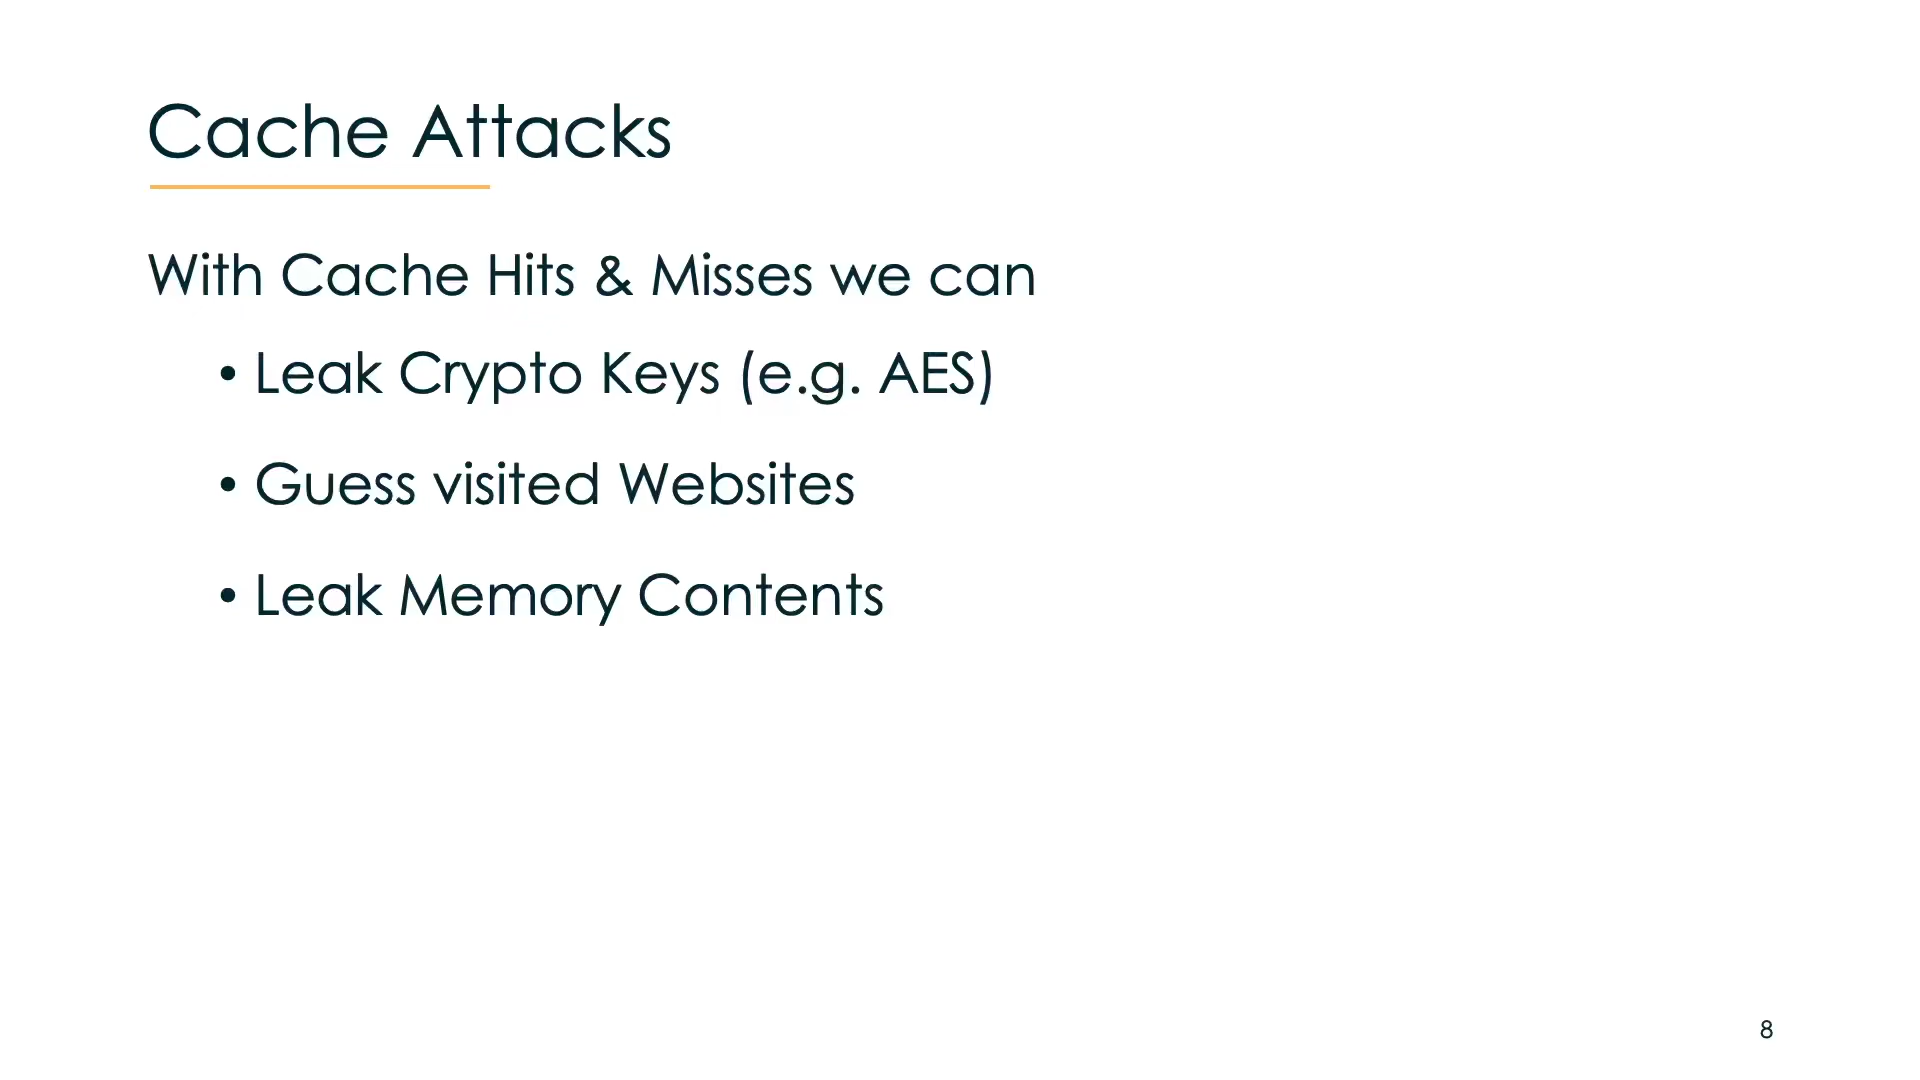 Cache Attacks
With Cache Hits & Misses we can
• Leak Crypto Keys (e.g. AES)
• Guess visited Websites
• Leak Memory Contents
8